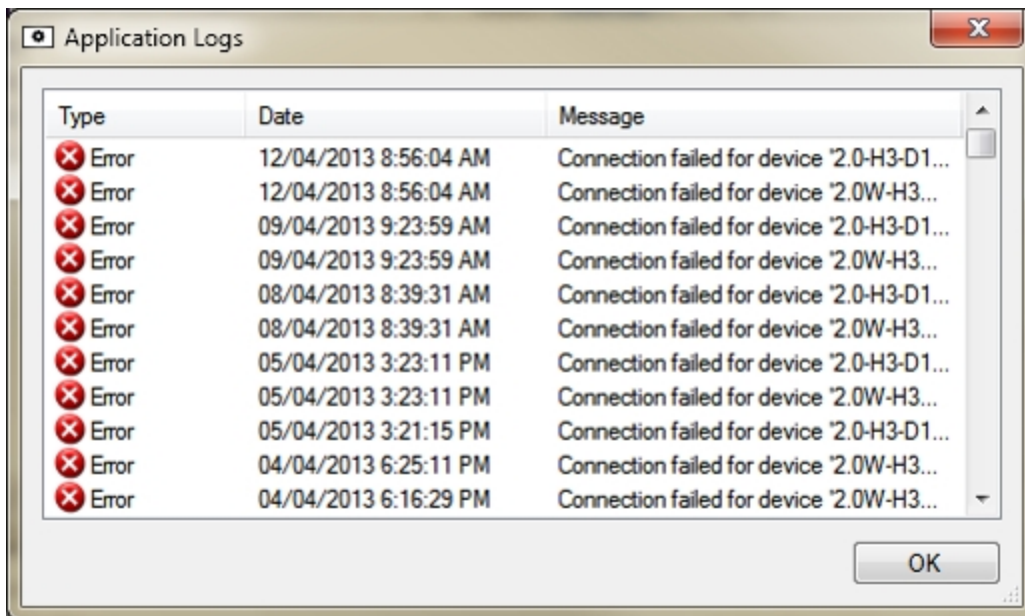 Application Logs
Type Date Message
Error 12/04/2013 8:56:04 AM Connection failed for device '2.0-H3-D1...
Error 12/04/2013 8:56:04 AM Connection failed for device '2.0W-H3...
Error 09/04/2013 9:23:59 AM Connection failed for device '2.0-H3-D1...
Error 09/04/2013 9:23:59 AM Connection failed for device '2.0W-H3...
Error 08/04/2013 8:39:31 AM Connection failed for device '2.0-H3-D1...
Error 08/04/2013 8:39:31 AM Connection failed for device '2.0W-H3...
Error 05/04/2013 3:23:11 PM Connection failed for device '2.0-H3-D1...
Error 05/04/2013 3:23:11 PM Connection failed for device '2.0W-H3...
Error 05/04/2013 3:21:15 PM Connection failed for device '2.0-H3-D1...
Error 04/04/2013 6:25:11 PM Connection failed for device '2.0W-H3...
Error 04/04/2013 6:16:29 PM Connection failed for device '2.0W-H3...
OK